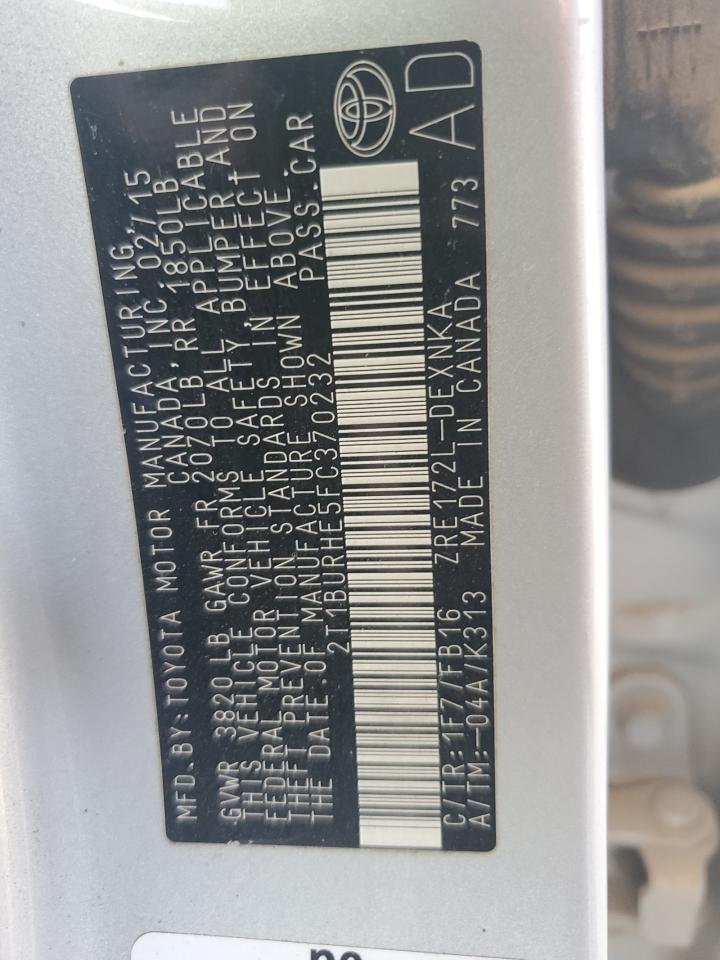 MFD.BY:TOYOTA MOTOR MANUFACTURING,
CANADA,INC.02/15
GVWR 3820 LB GAWR FR 2070LB RR 1850LB
THIS VEHICLE CONFORMS TO ALL APPLICABLE
FEDERAL MOTOR VEHICLE SAFETY,BUMPER,AND
THEFT PREVENTION STANDARDS IN EFFECT ON
THE DATE OF MANUFACTURE SHOWN ABOVE.
2T1BURHE5FC370232 PASS.CAR
C/TR:1F7/FB16 ZRE172L-DEXNKA
A/TM:-04A/K313 MADE IN CANADA 773
AD